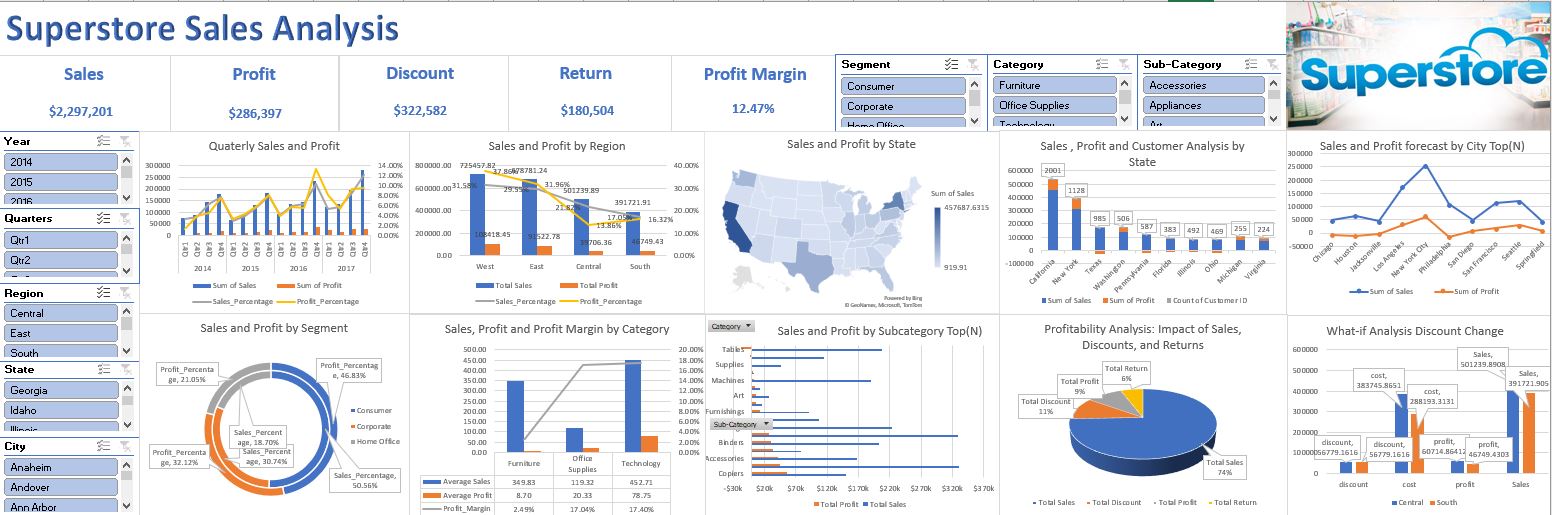 Superstore Sales Analysis
Superstore
Sales
Profit
Discount
Return
Profit Margin
$2,297,201
$286,397
$322,582
$180,504
12.47%
Segment
Consumer
Corporate
Home Office
Category
Furniture
Office Supplies
Technology
Sub-Category
Accessories
Appliances
Art
Year
2014
2015
2016
Quarters
Qtr1
Qtr2
Region
Central
East
South
State
Georgia
Idaho
Illinois
City
Anaheim
Andover
Ann Arbor
Quaterly Sales and Profit
300000
250000
200000
150000
100000
50000
0
14.00%
12.00%
10.00%
8.00%
6.00%
4.00%
2.00%
0.00%
Qtr1
Qtr2
Qtr3
Qtr4
Qtr1
Qtr2
Qtr3
Qtr4
Qtr1
Qtr2
Qtr3
Qtr4
Qtr1
Qtr2
Qtr3
Qtr4
2014
2015
2016
2017
Sum of Sales
Sum of Profit
Sales_Percentage
Profit_Percentage
Sales and Profit by Region
800000.00
600000.00
400000.00
200000.00
0.00
40.00%
30.00%
20.00%
10.00%
0.00%
725457.82
37.86%
678781.24
31.58%
29.55%
31.96%
501239.89
21.82%
391721.91
17.05%
13.86%
16.32%
108418.45
91522.78
39706.36
46749.43
West
East
Central
South
Total Sales
Total Profit
Sales_Percentage
Profit_Percentage
Sales and Profit by State
Sum of Sales
457687.6315
919.91
Powered by Bing
© GeoNames, Microsoft, TomTom
Sales , Profit and Customer Analysis by
State
600000
500000
400000
300000
200000
100000
0
-100000
2001
1128
985
506
587
383
492
469
255
224
California
New York
Texas
Washington
Pennsylvania
Florida
Illinois
Ohio
Michigan
Virginia
Sum of Sales
Sum of Profit
Count of Customer ID
Sales and Profit forecast by City Top(N)
300000
250000
200000
150000
100000
50000
0
-50000
Chicago
Houston
Jacksonville
Los Angeles
New York City
Philadelphia
San Diego
San Francisco
Seattle
Springfield
Sum of Sales
Sum of Profit
Sales and Profit by Segment
Profit_Percenta
ge, 21.05%
Profit_Percentag
e, 46.83%
Sales_Percent
age, 18.70%
Sales_Percent
age, 30.74%
Profit_Percenta
ge, 32.12%
Sales_Percentage,
50.56%
Consumer
Corporate
Home Office
Sales, Profit and Profit Margin by Category
500.00
450.00
400.00
350.00
300.00
250.00
200.00
150.00
100.00
50.00
0.00
20.00%
18.00%
16.00%
14.00%
12.00%
10.00%
8.00%
6.00%
4.00%
2.00%
0.00%
Furniture
Office
Supplies
Technology
Average Sales 349.83 119.32 452.71
Average Profit 8.70 20.33 78.75
Profit_Margin 2.49% 17.04% 17.40%
Category
Sales and Profit by Subcategory Top(N)
Tables
Supplies
Machines
Art
Furnishings
Sub-Category
Binders
Accessories
Copiers
-$30k
$20k
$70k
$120k
$170k
$220k
$270k
$320k
$370k
Total Profit
Total Sales
Profitability Analysis: Impact of Sales,
Discounts, and Returns
Total Return
6%
Total Profit
9%
Total Discount
11%
Total Sales
74%
Total Sales
Total Discount
Total Profit
Total Return
What-if Analysis Discount Change
600000
500000
400000
300000
200000
100000
0
Sales,
501239.8908
Sales,
391721.905
cost,
383745.8651
cost,
288193.3131
discount,
56779.1616
discount,
56779.1616
profit,
60714.86412
profit,
46749.4303
discount
cost
profit
Sales
Central
South